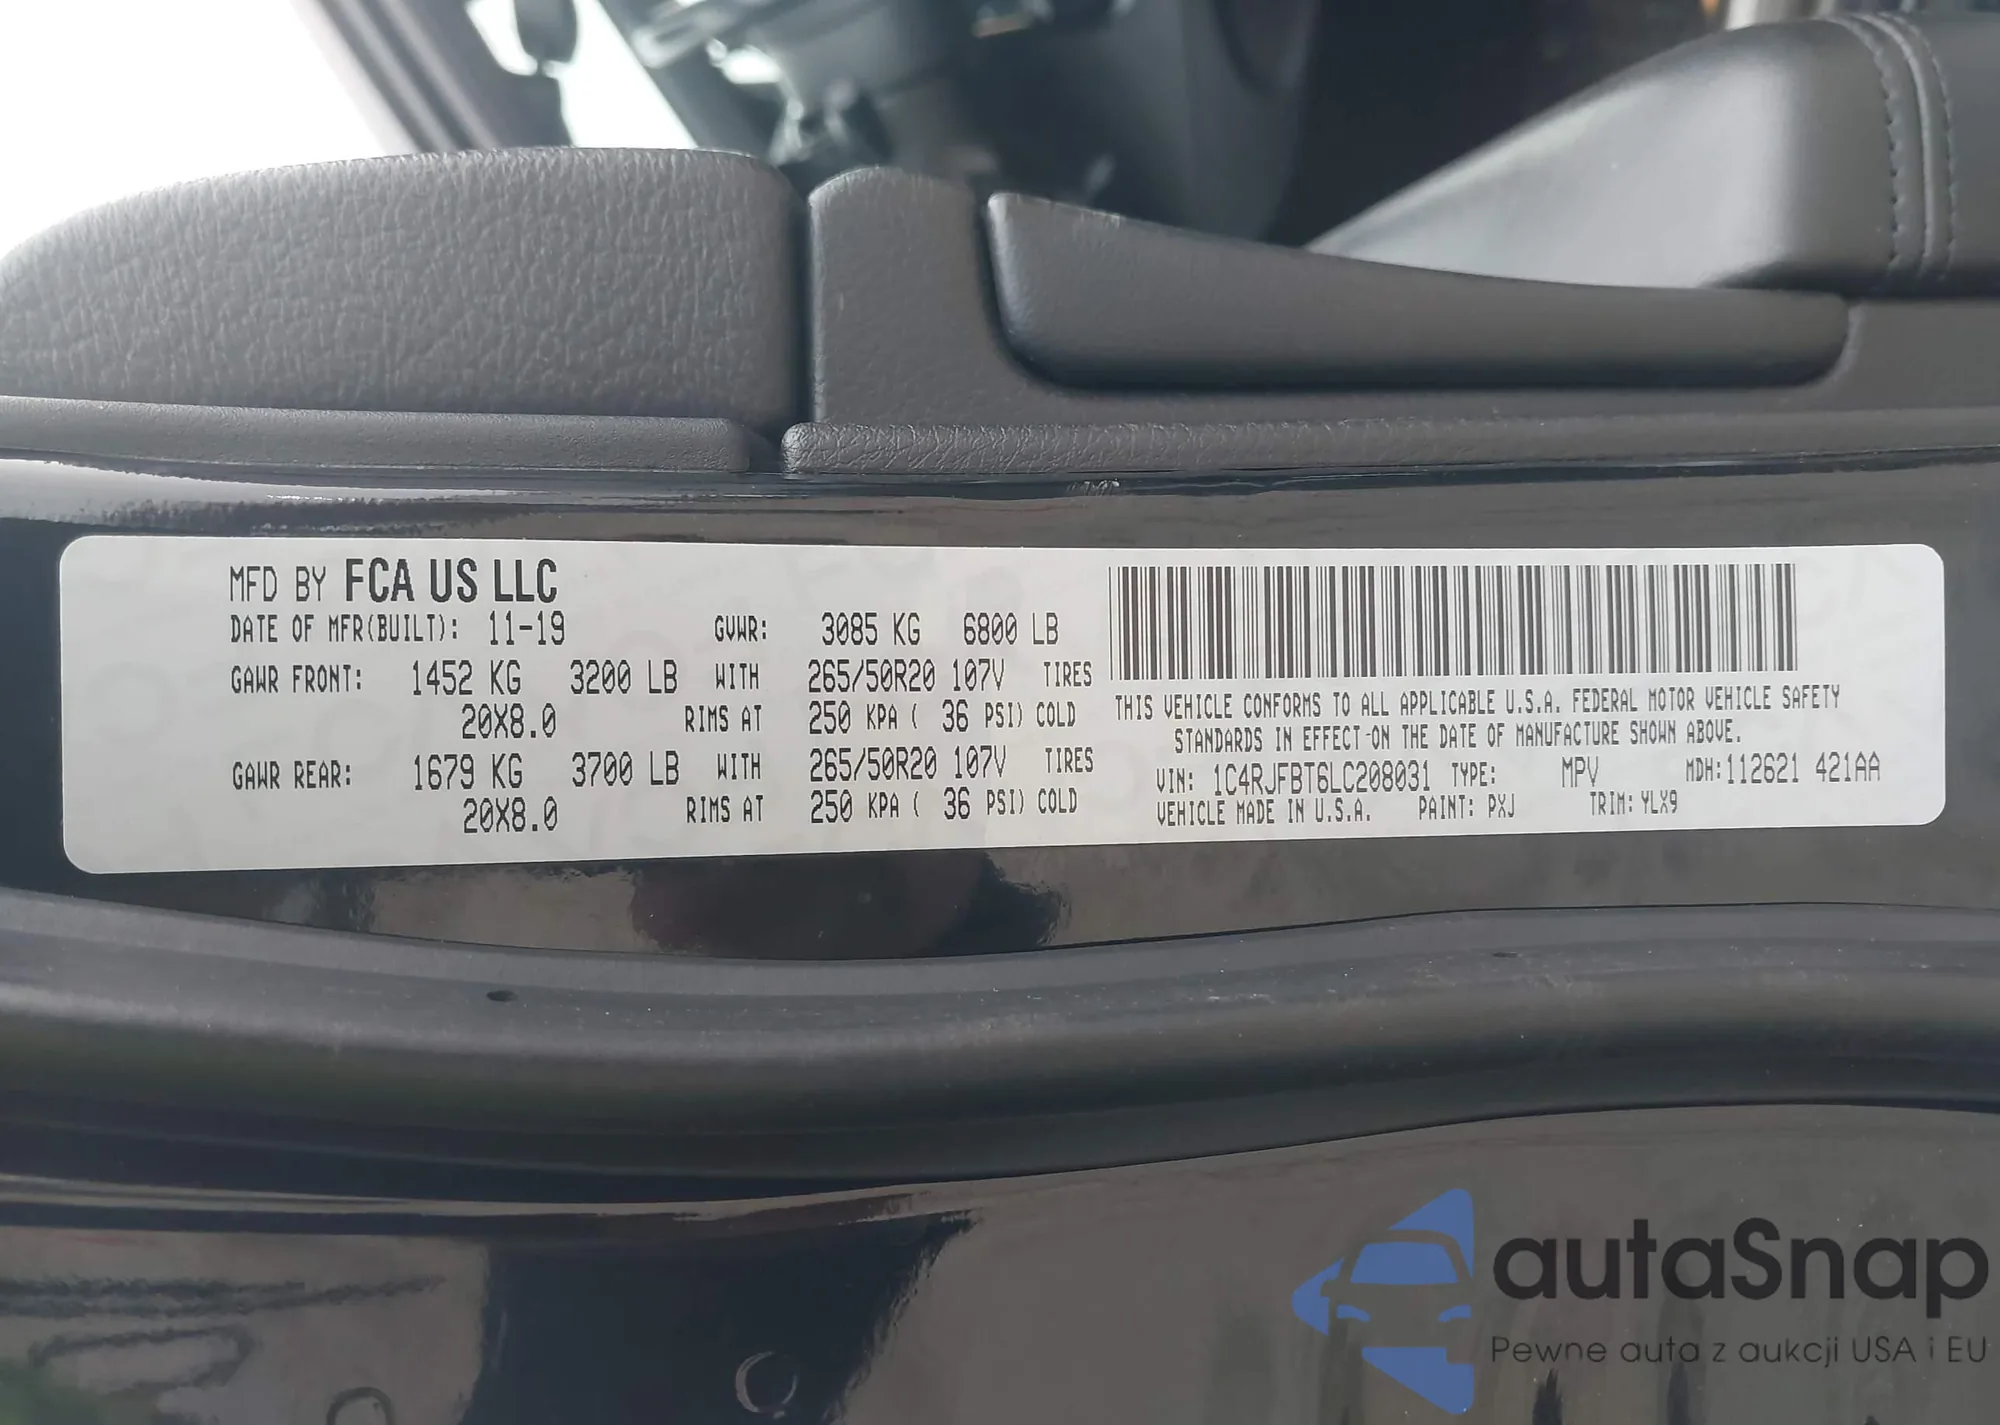 MFD BY FCA US LLC
DATE OF MFR(BUILT): 11-19 GVWR: 3085 KG 6800 LB
GAWR FRONT: 1452 KG 3200 LB WITH 265/50R20 107V TIRES
20X8.0 RIMS AT 250 KPA ( 36 PSI) COLD
GAWR REAR: 1679 KG 3700 LB WITH 265/50R20 107V TIRES
20X8.0 RIMS AT 250 KPA ( 36 PSI) COLD
THIS VEHICLE CONFORMS TO ALL APPLICABLE U.S.A. FEDERAL MOTOR VEHICLE SAFETY
STANDARDS IN EFFECT ON THE DATE OF MANUFACTURE SHOWN ABOVE.
VIN: 1C4RJFBT6LC208031 TYPE: MPV MDH:112621 421AA
VEHICLE MADE IN U.S.A. PAINT: PXJ TRIM: YLX9
autaSnap
Pewne auta z aukcji USA i EU